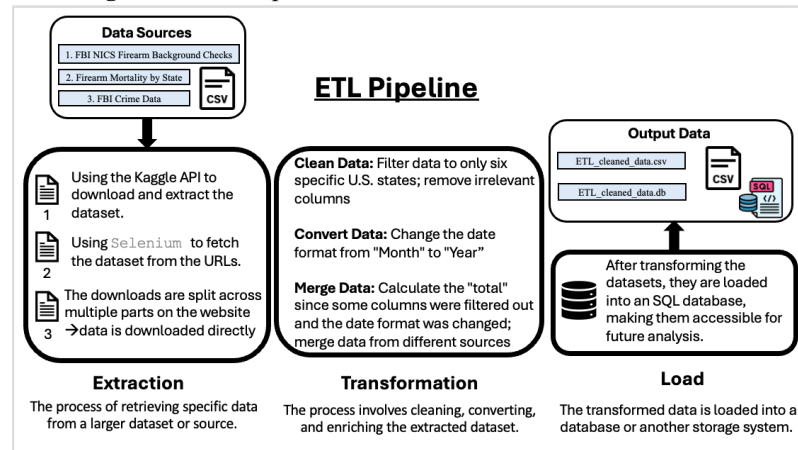 Data Sources
1. FBI NICS Firearm Background Checks
2. Firearm Mortality by State
3. FBI Crime Data
CSV
ETL Pipeline
1
Using the Kaggle API to
download and extract the
dataset.
2
Using Selenium to fetch
the dataset from the URLs.
3
The downloads are split across
multiple parts on the website
→data is downloaded directly
Extraction
The process of retrieving specific data
from a larger dataset or source.
Clean Data: Filter data to only six
specific U.S. states; remove irrelevant
columns
Convert Data: Change the date
format from "Month" to "Year”
Merge Data: Calculate the "total"
since some columns were filtered out
and the date format was changed;
merge data from different sources
Transformation
The process involves cleaning, converting,
and enriching the extracted dataset.
Output Data
ETL_cleaned_data.csv
ETL_cleaned_data.db
CSV
SQL
</>
After transforming the
datasets, they are loaded
into an SQL database,
making them accessible for
future analysis.
Load
The transformed data is loaded into a
database or another storage system.